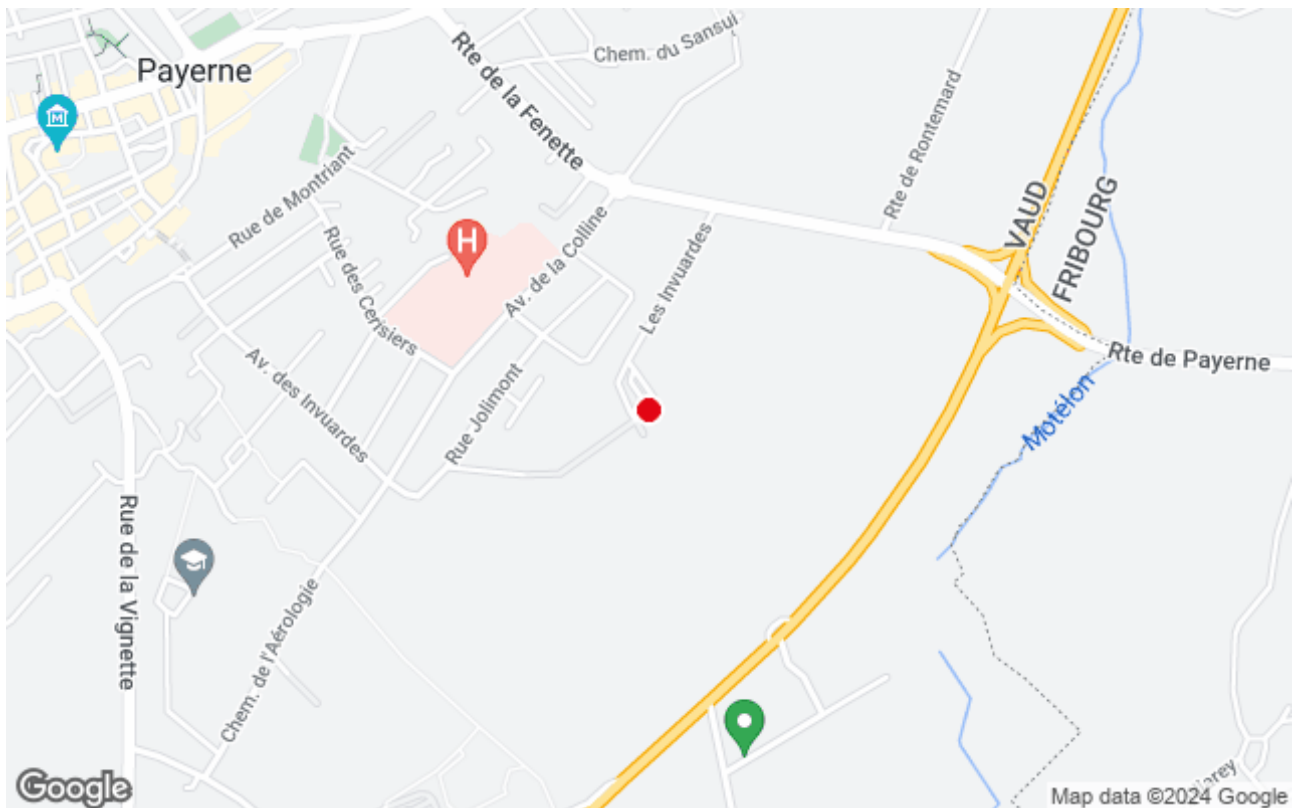 Payerne
Chem. du Sansui
Rte de la Fenette
Rte de Rontemard
Rue de Montriant
H
M
VAUD
FRIBOURG
Les Invuardes
Av. de la Colline
Rue des Cerisiers
Rte de Payerne
Av. des Invuardes
Rue Jolimont
Motélon
Rue de la Vignette
Chem. de l'Aérologie
Google
Map data ©2024 Google